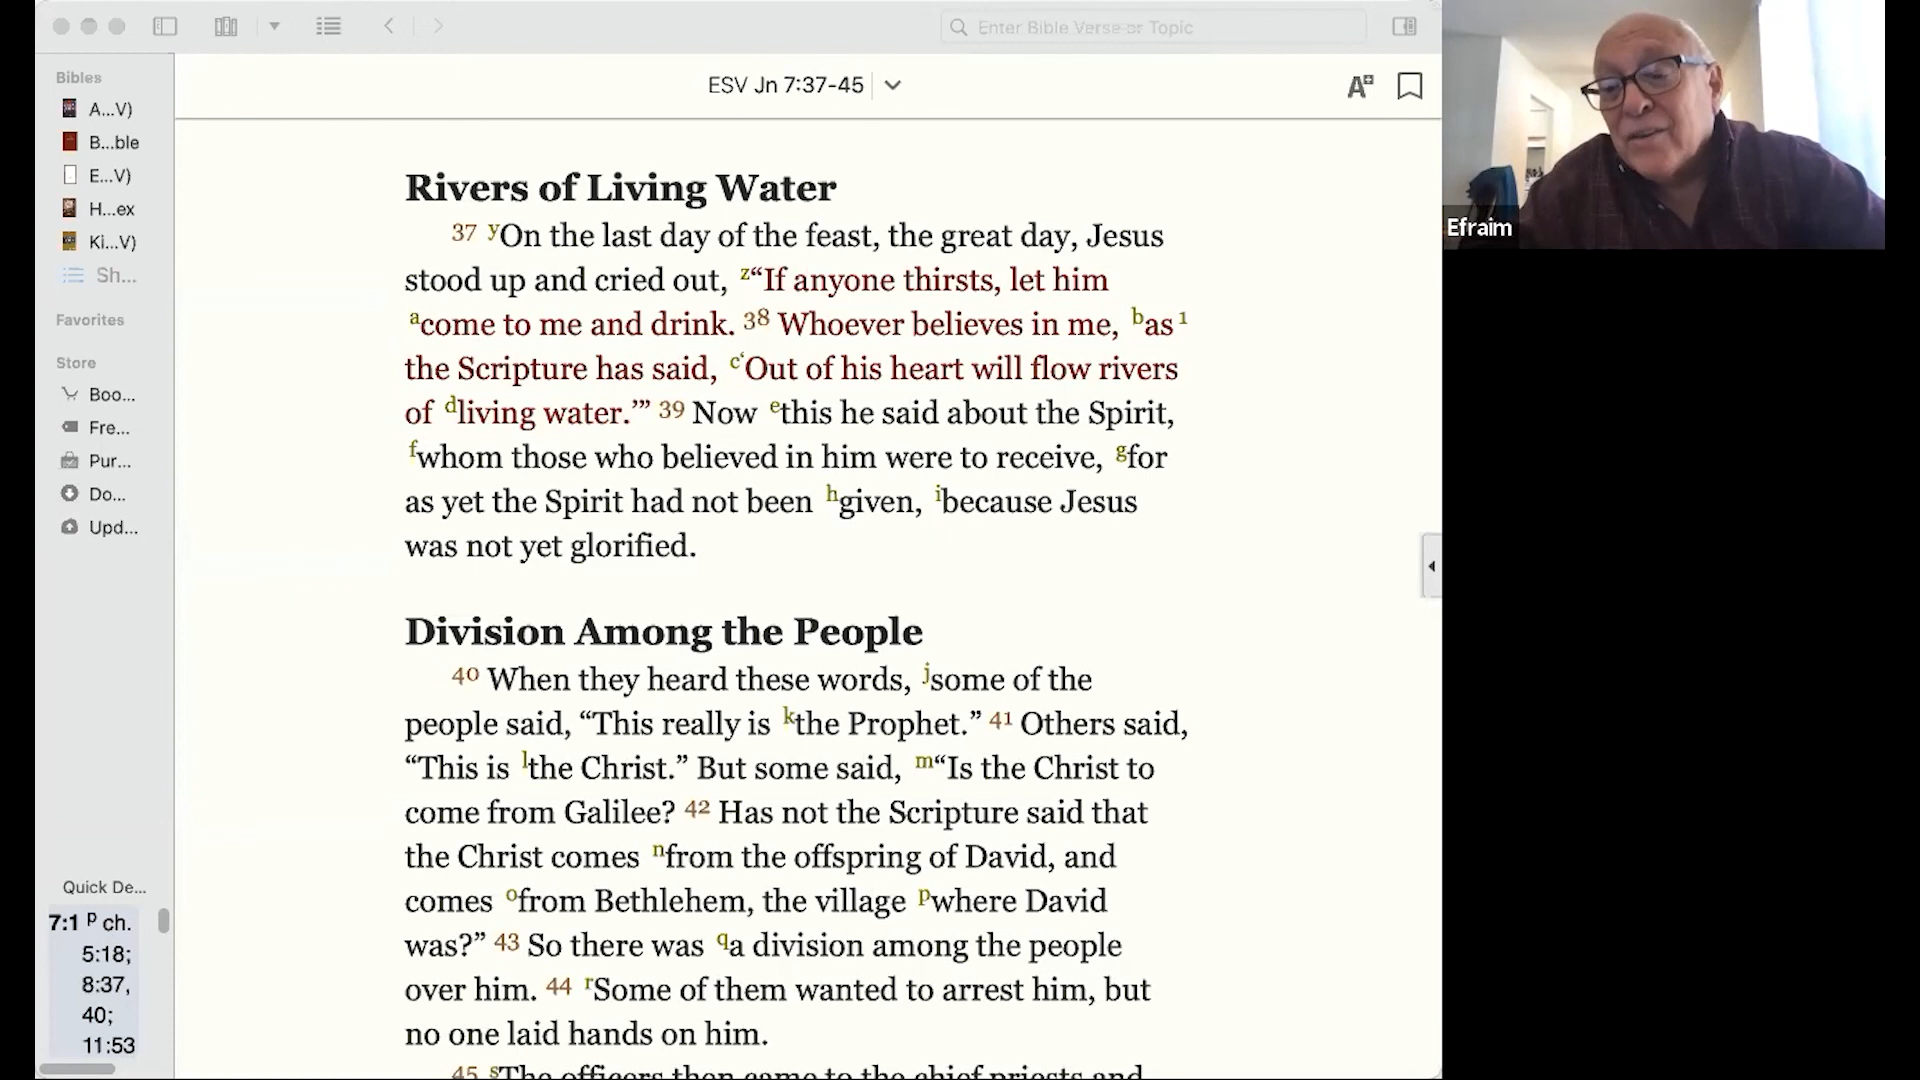 Enter Bible Verse or Topic
Bibles
A...V)
B...ble
E...V)
H...ex
Ki...V)
Sh...
Favorites
Store
Boo...
Fre...
Pur...
Do...
Upd...
Quick De...
7:1 p ch.
5:18;
8:37,
40;
11:53
ESV Jn 7:37-45
A
Rivers of Living Water
37 yOn the last day of the feast, the great day, Jesus
stood up and cried out, z“If anyone thirsts, let him
acome to me and drink. 38 Whoever believes in me, bas 1
the Scripture has said, c‘Out of his heart will flow rivers
of dliving water.’” 39 Now ethis he said about the Spirit,
fwhom those who believed in him were to receive, gfor
as yet the Spirit had not been hgiven, ibecause Jesus
was not yet glorified.
Division Among the People
40 When they heard these words, jsome of the
people said, “This really is kthe Prophet.” 41 Others said,
“This is lthe Christ.” But some said, m“Is the Christ to
come from Galilee? 42 Has not the Scripture said that
the Christ comes nfrom the offspring of David, and
comes ofrom Bethlehem, the village pwhere David
was?” 43 So there was qa division among the people
over him. 44 rSome of them wanted to arrest him, but
no one laid hands on him.
45 sThe officers then came to the chief priests and
Efraim